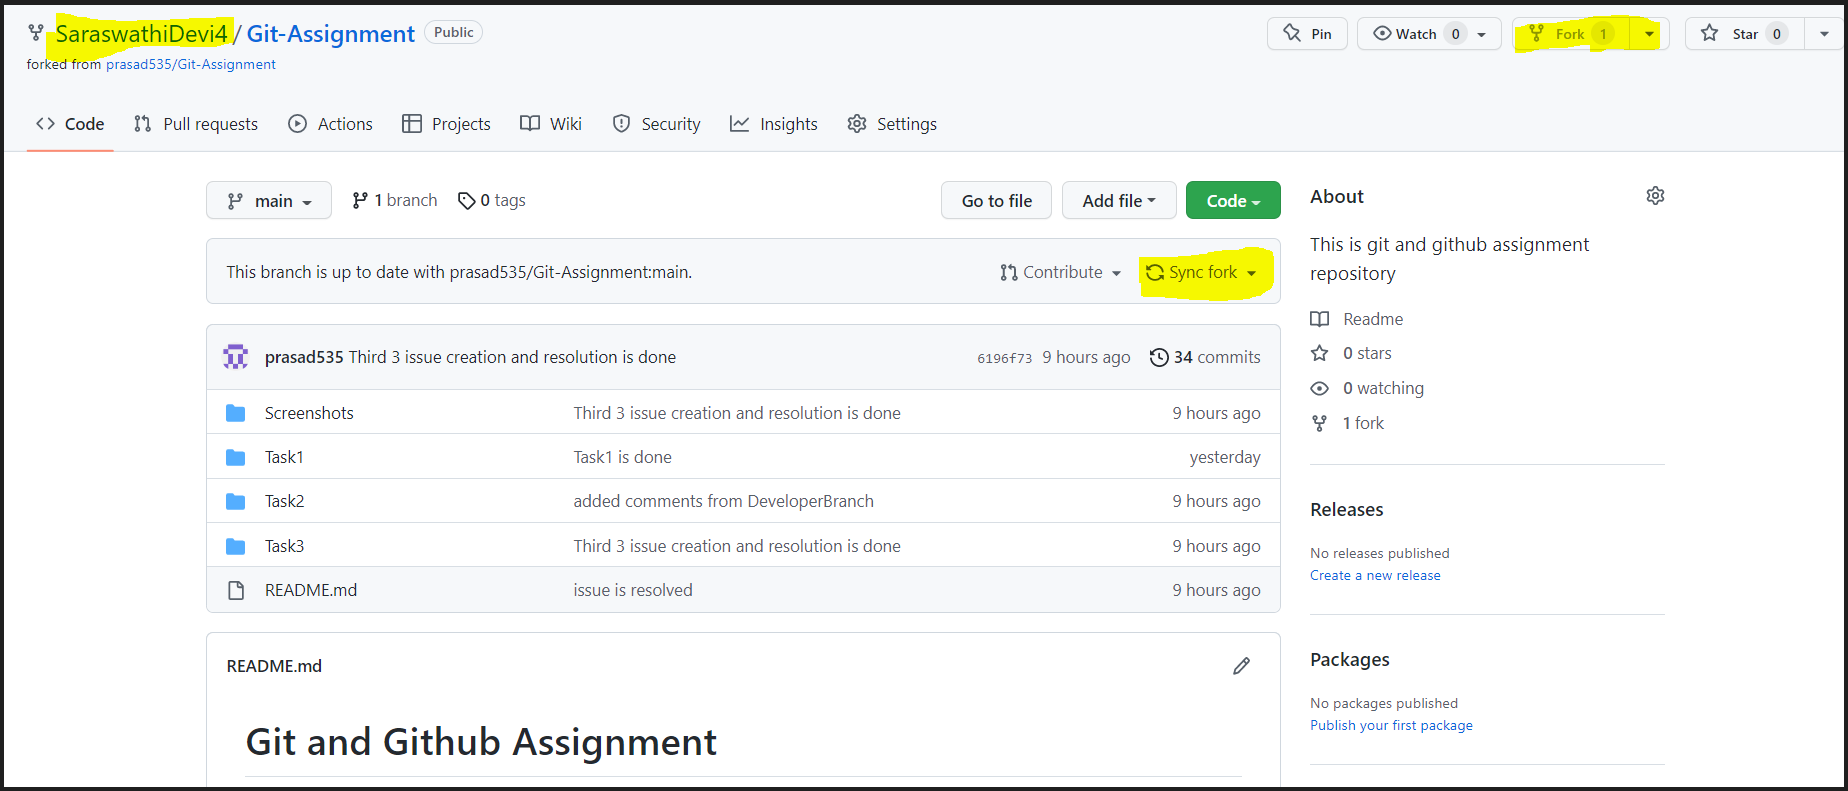 SaraswathiDevi4 / Git-Assignment Public Pin Watch 0 Fork 1 Star 0
forked from prasad535/Git-Assignment
Code Pull requests Actions Projects Wiki Security Insights Settings
main 1 branch 0 tags Go to file Add file Code
This branch is up to date with prasad535/Git-Assignment:main. Contribute Sync fork
prasad535 Third 3 issue creation and resolution is done 6196f73 9 hours ago 34 commits
Screenshots Third 3 issue creation and resolution is done 9 hours ago
Task1 Task1 is done yesterday
Task2 added comments from DeveloperBranch 9 hours ago
Task3 Third 3 issue creation and resolution is done 9 hours ago
README.md issue is resolved 9 hours ago
README.md
Git and Github Assignment
About
This is git and github assignment
repository
Readme
0 stars
0 watching
1 fork
Releases
No releases published
Create a new release
Packages
No packages published
Publish your first package